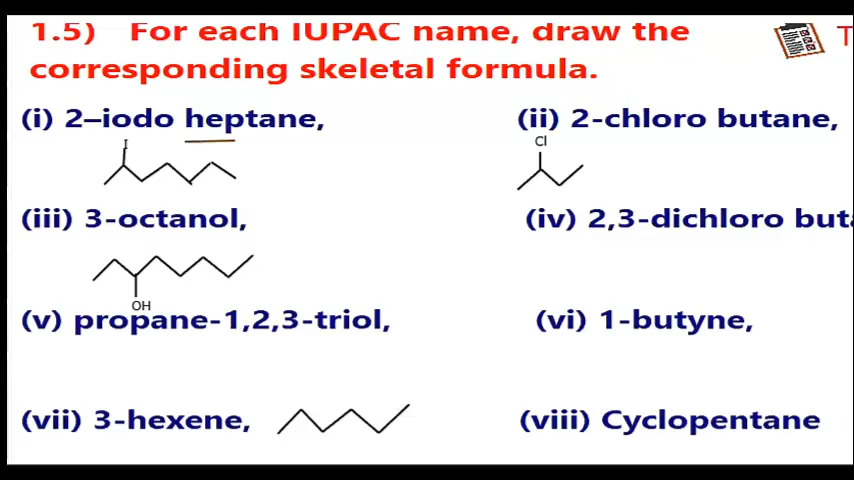 1.5) For each IUPAC name, draw the
corresponding skeletal formula.
(i) 2–iodo heptane,
(ii) 2-chloro butane,
I
Cl
(iii) 3-octanol,
(iv) 2,3-dichloro
OH
(v) propane-1,2,3-triol,
(vi) 1-butyne,
(vii) 3-hexene,
(viii) Cyclopentane